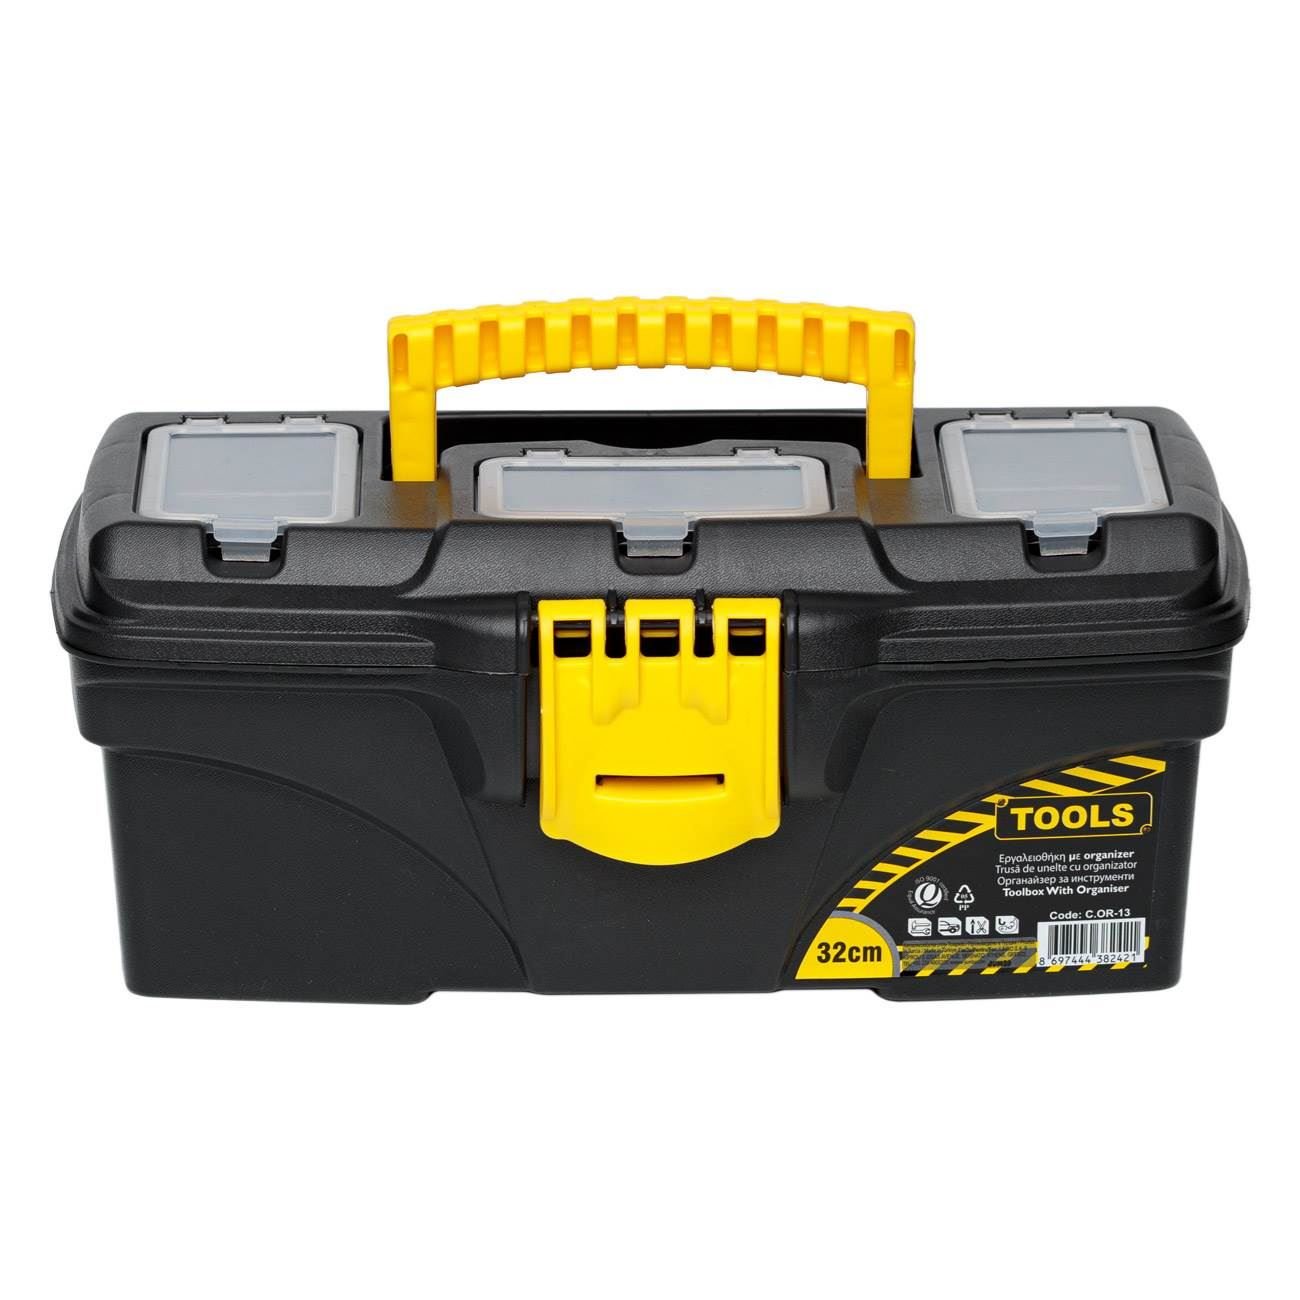 TOOLS
Εργαλειοθήκη με organizer
Trusă de unelte cu organizator
Органайзер за инструменти
Toolbox With Organiser
ISO 9001
05
PP
Code: C.OR-13
32cm
8 697444 382421